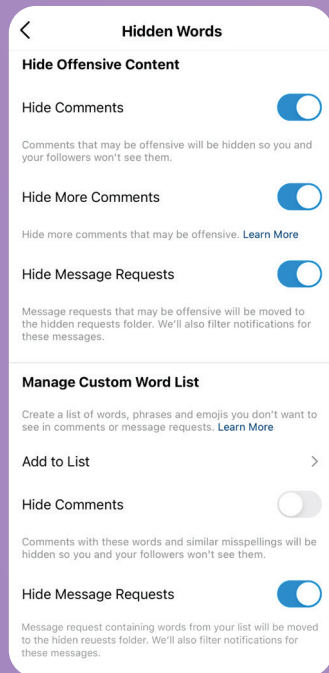 Hidden Words
Hide Offensive Content
Hide Comments
Comments that may be offensive will be hidden so you and
your followers won't see them.
Hide More Comments
Hide more comments that may be offensive. Learn More
Hide Message Requests
Message requests that may be offensive will be moved to
the hidden requests folder. We'll also filter notifications for
these messages.
Manage Custom Word List
Create a list of words, phrases and emojis you don't want to
see in comments or message requests. Learn More
Add to List
Hide Comments
Comments with these words and similar misspellings will be
hidden so you and your followers won't see them.
Hide Message Requests
Message request containing words from your list will be moved
to the hiden reuests folder. We'll also filter notifications for
these messages.